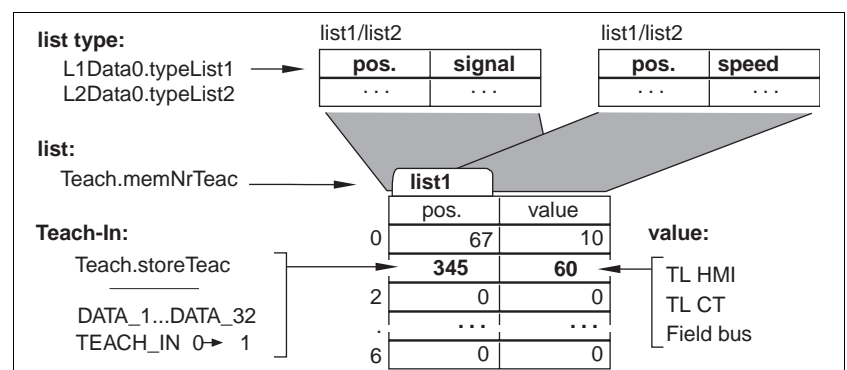 list type:
L1Data0.typeList1
L2Data0.typeList2
list1/list2
pos. signal
. . . . . .
list1/list2
pos. speed
. . . . . .
list:
Teach.memNrTeac
list1
pos. value
0 67 10
345 60
2 0 0
. . . . . . .
6 0 0
Teach-In:
Teach.storeTeac
DATA_1...DATA_32
TEACH_IN 0→ 1
value:
TL HMI
TL CT
Field bus